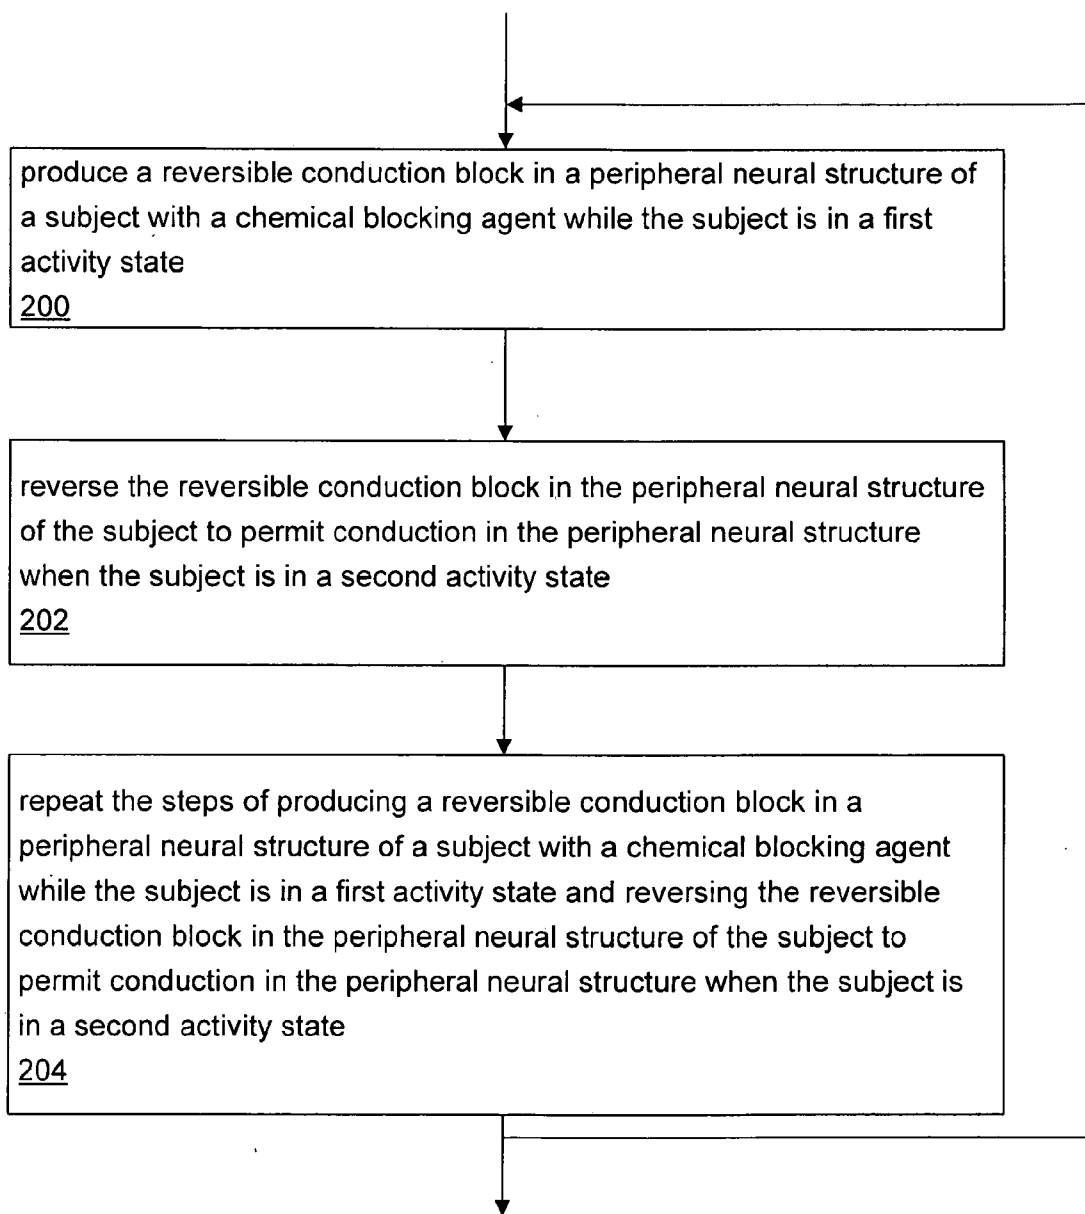 produce a reversible conduction block in a peripheral neural structure of
a subject with a chemical blocking agent while the subject is in a first
activity state
200
reverse the reversible conduction block in the peripheral neural structure
of the subject to permit conduction in the peripheral neural structure
when the subject is in a second activity state
202
repeat the steps of producing a reversible conduction block in a
peripheral neural structure of a subject with a chemical blocking agent
while the subject is in a first activity state and reversing the reversible
conduction block in the peripheral neural structure of the subject to
permit conduction in the peripheral neural structure when the subject is
in a second activity state
204